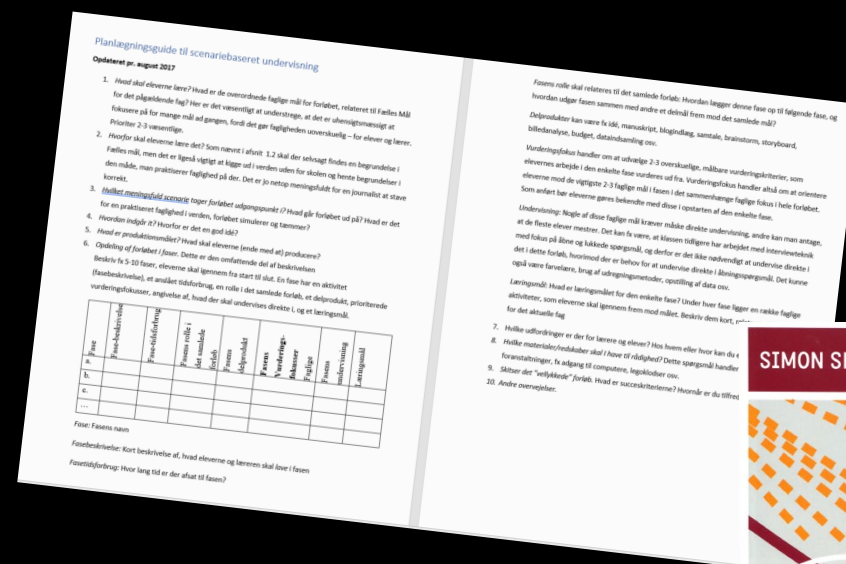 Planlægningsguide til scenariebaseret undervisning
Opdateret pr. august 2017
1. Hvad skal eleverne lære? Hvad er de overordnede faglige mål for forløbet, relateret til Fælles Mål
for det pågældende fag? Her er det væsentligt at understrege, at det er uhensigtsmæssigt at
fokusere på for mange mål ad gangen, fordi det gør fagligheden uoverskuelig – for elever og lærer.
Prioriter 2-3 væsentlige.
2. Hvorfor skal eleverne lære det? Som nævnt i afsnit 1.2 skal der selvsagt findes en begrundelse i
Fælles mål, men det er ligeså vigtigt at kigge ud i verden uden for skolen og hente begrundelser i
den måde, man praktiserer faglighed på der. Det er jo netop meningsfuldt for en journalist at stave
korrekt.
3. Hvilket meningsfuld scenarie tager forløbet udgangspunkt i? Hvad går forløbet ud på? Hvad er det
for en praktiseret faglighed i verden, forløbet simulerer og tæmmer?
4. Hvordan indgår it? Hvorfor er det en god idé?
5. Hvad er produktionsmålet? Hvad skal eleverne (ende med at) producere?
6. Opdeling af forløbet i faser. Dette er den omfattende del af beskrivelsen
Beskriv fx 5-10 faser, eleverne skal igennem fra start til slut. En fase har en aktivitet
(fasebeskrivelse), et anslået tidsforbrug, en rolle i det samlede forløb, et delprodukt, prioriterede
vurderingsfokusser, angivelse af, hvad der skal undervises direkte i, og et læringsmål.
Fase
Fase-beskrivelse
Fase-tidsforbrug
Fasens rolle i
det samlede
forløb
Fasens
delprodukt
Fasens
Vurderings-
fokusser
Faglige
Fasens
undervisning
Læringsmål
a.
b.
c.
...
Fase: Fasens navn
Fasebeskrivelse: Kort beskrivelse af, hvad eleverne og læreren skal lave i fasen
Fasetidsforbrug: Hvor lang tid er der afsat til fasen?
Fasens rolle skal relateres til det samlede forløb: Hvordan lægger denne fase op til følgende fase, og
hvordan udgør fasen sammen med andre et delmål frem mod det samlede mål?
Delprodukter kan være fx idé, manuskript, blogindlæg, samtale, brainstorm, storyboard,
billedanalyse, budget, dataindsamling osv.
Vurderingsfokus handler om at udvælge 2-3 overskuelige, målbare vurderingskriterier, som
elevernes arbejde i den enkelte fase vurderes ud fra. Vurderingsfokus handler altså om at orientere
eleverne mod de vigtigste 2-3 faglige mål i fasen i det sammenhængende faglige fokus i hele forløbet.
Som anført bør eleverne gøres bekendte med disse i opstarten af den enkelte fase.
Undervisning: Nogle af disse faglige mål kræver måske direkte undervisning, andre kan man antage,
at de fleste elever mestrer. Det kan fx være, at klassen tidligere har arbejdet med interviewteknik
med fokus på åbne og lukkede spørgsmål, og derfor er det ikke nødvendigt at undervise direkte i
det i dette forløb, hvorimod der er behov for at undervise direkte i åbningsspørgsmål. Det kunne
også være farvelære, brug af udregningsmetoder, opstilling af data osv.
Læringsmål: Hvad er læringsmålet for den enkelte fase? Under hver fase ligger en række faglige
aktiviteter, som eleverne skal igennem frem mod målet. Beskriv dem kort,
for det aktuelle fag
7. Hvilke udfordringer er der for lærere og elever? Hos hvem eller hvor kan du
8. Hvilke materialer/redskaber skal I have til rådighed? Dette spørgsmål handler
foranstaltninger, fx adgang til computere, legoklodser osv.
9. Skitser det "vellykkede" forløb. Hvad er succeskriterierne? Hvornår er du
10. Andre overvejelser.
SIMON